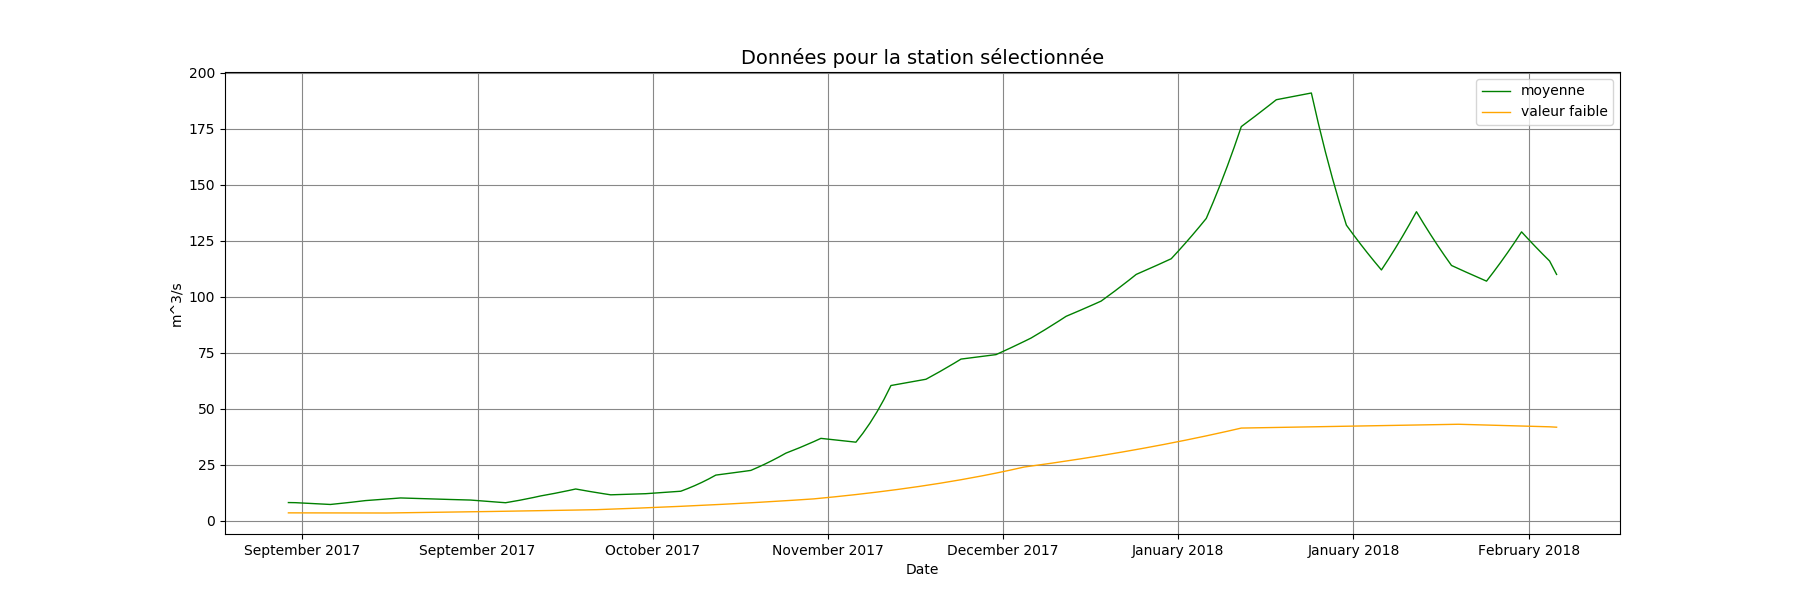 Données pour la station sélectionnée
moyenne
valeur faible
200
175
150
125
100
75
50
25
0
m^3/s
September 2017 September 2017 October 2017 November 2017 December 2017 January 2018 January 2018 February 2018
Date